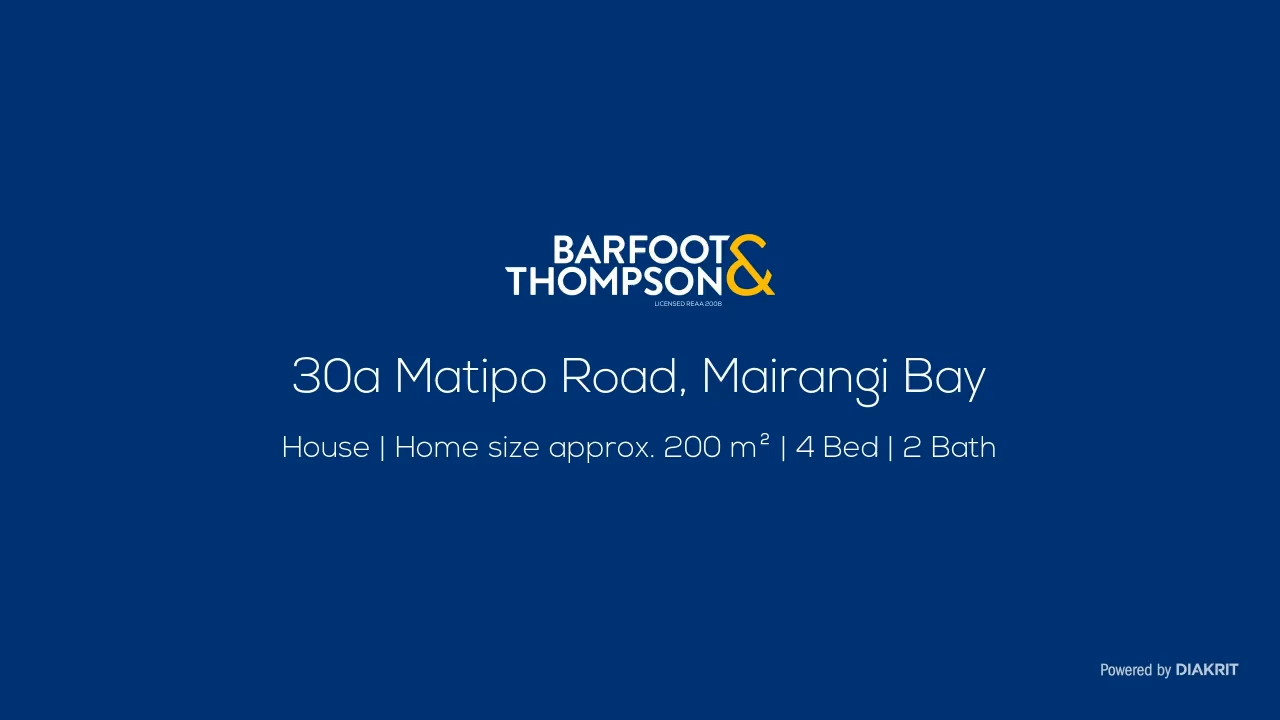 BARFOOT &
THOMPSON
LICENSED REAA 2008
30a Matipo Road, Mairangi Bay
House | Home size approx. 200 m² | 4 Bed | 2 Bath
Powered by DIAKRIT